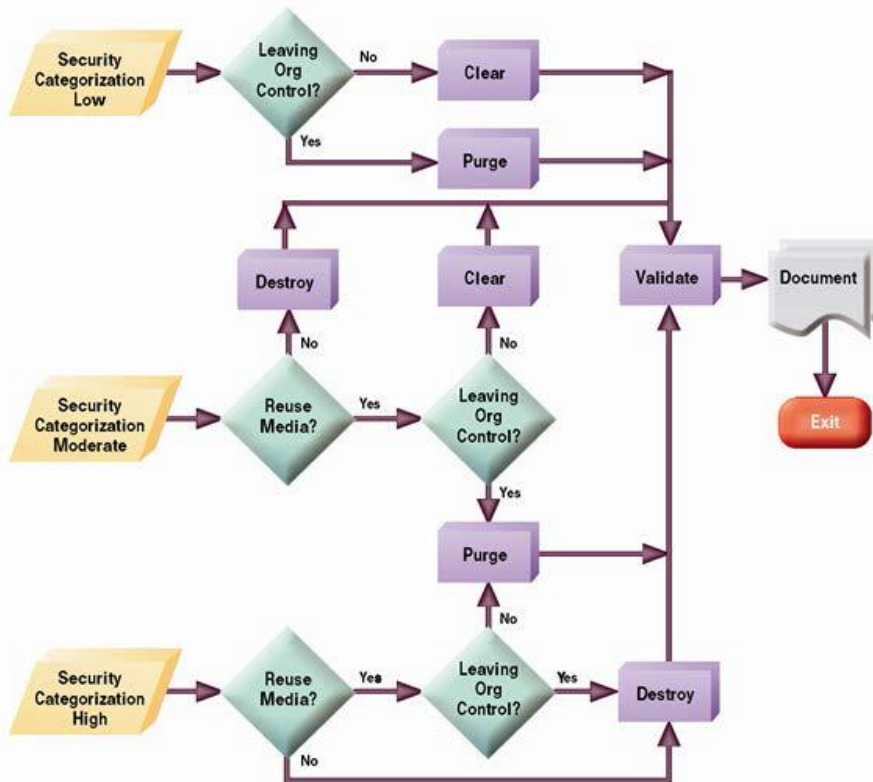 Security
Categorization
Low
Leaving
Org
Control?
No
Clear
Yes
Purge
Destroy
Clear
Validate
Document
No
No
Security
Categorization
Moderate
Reuse
Media?
Yes
Leaving
Org
Control?
Exit
Yes
Purge
No
Security
Categorization
High
Reuse
Media?
Yes
Leaving
Org
Control?
Yes
Destroy
No